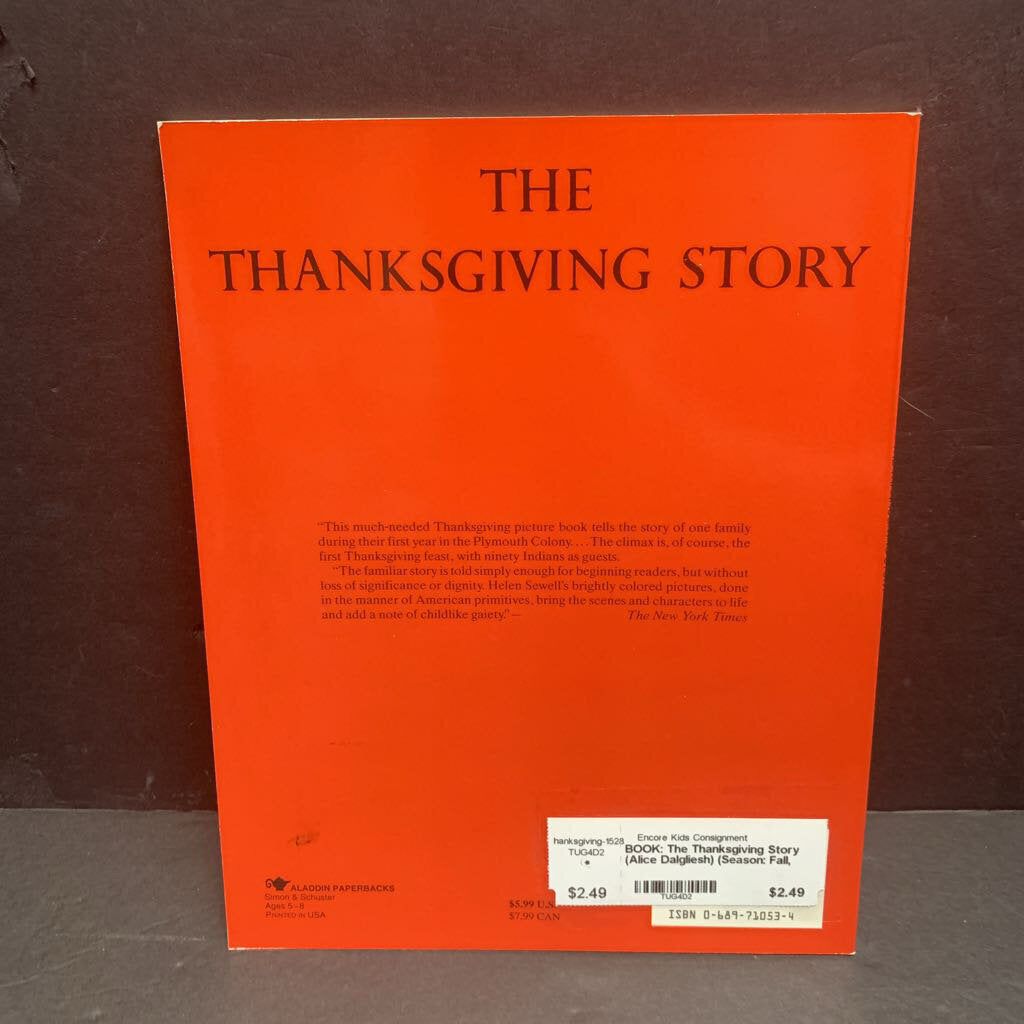 THE
THANKSGIVING STORY
"This much-needed Thanksgiving picture book tells the story of one family
during their first year in the Plymouth Colony.... The climax is, of course, the
first Thanksgiving feast, with ninety Indians as guests.
"The familiar story is told simply enough for beginning readers, but without
loss of significance or dignity. Helen Sewell's brightly colored pictures, done
in the manner of American primitives, bring the scenes and characters to life
and add a note of childlike gaiety."— The New York Times
ALADDIN PAPERBACKS
Simon & Schuster
Ages 5–8
PRINTED IN USA
$5.99 U.S.
$7.99 CAN
hanksgiving-1528
TUG4D2
$2.49
Encore Kids Consignment
BOOK: The Thanksgiving Story
(Alice Dalgliesh) (Season: Fall,
TUG4D2
$2.49
ISBN 0-689-71053-4